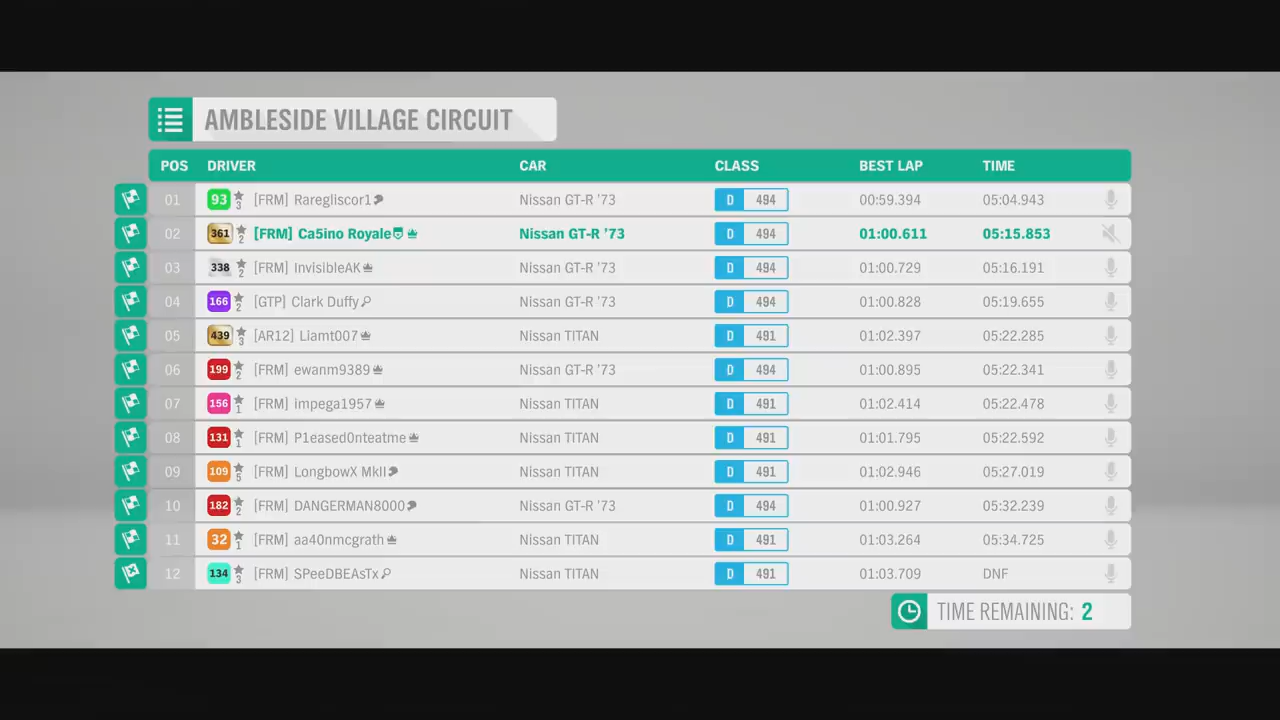 AMBLESIDE VILLAGE CIRCUIT
POS DRIVER CAR CLASS BEST LAP TIME
01 93 3 [FRM] Raregliscor1 Nissan GT-R '73 D 494 00:59.394 05:04.943
02 361 2 [FRM] Ca5ino Royale Nissan GT-R '73 D 494 01:00.611 05:15.853
03 338 2 [FRM] InvisibleAK Nissan GT-R '73 D 494 01:00.729 05:16.191
04 166 2 [GTP] Clark Duffy Nissan GT-R '73 D 494 01:00.828 05:19.655
05 439 3 [AR12] Liamt007 Nissan TITAN D 491 01:02.397 05:22.285
06 199 2 [FRM] ewanm9389 Nissan GT-R '73 D 494 01:00.895 05:22.341
07 156 1 [FRM] impega1957 Nissan TITAN D 491 01:02.414 05:22.478
08 131 1 [FRM] P1eased0nteatme Nissan TITAN D 491 01:01.795 05:22.592
09 109 5 [FRM] LongbowX MkII Nissan TITAN D 491 01:02.946 05:27.019
10 182 2 [FRM] DANGERMAN8000 Nissan GT-R '73 D 494 01:00.927 05:32.239
11 32 1 [FRM] aa40nmcgrath Nissan TITAN D 491 01:03.264 05:34.725
12 134 3 [FRM] SPeeDBEAsTx Nissan TITAN D 491 01:03.709 DNF
TIME REMAINING: 2